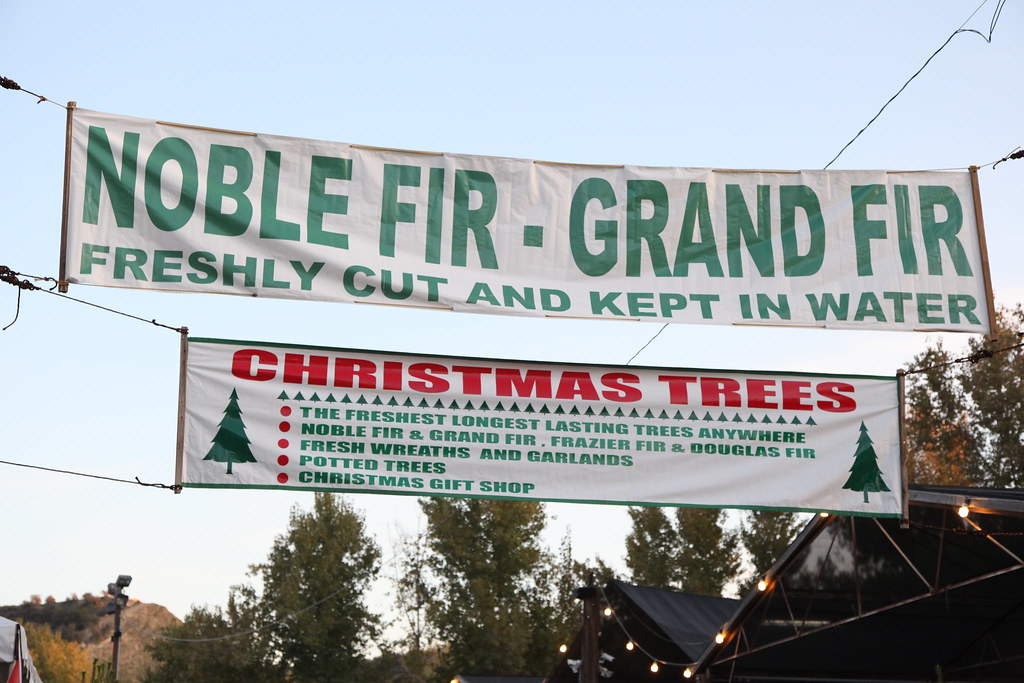 NOBLE FIR - GRAND FIR
FRESHLY CUT AND KEPT IN WATER
CHRISTMAS TREES
THE FRESHEST LONGEST LASTING TREES ANYWHERE
NOBLE FIR & GRAND FIR . FRAZIER FIR & DOUGLAS FIR
FRESH WREATHS AND GARLANDS
POTTED TREES
CHRISTMAS GIFT SHOP